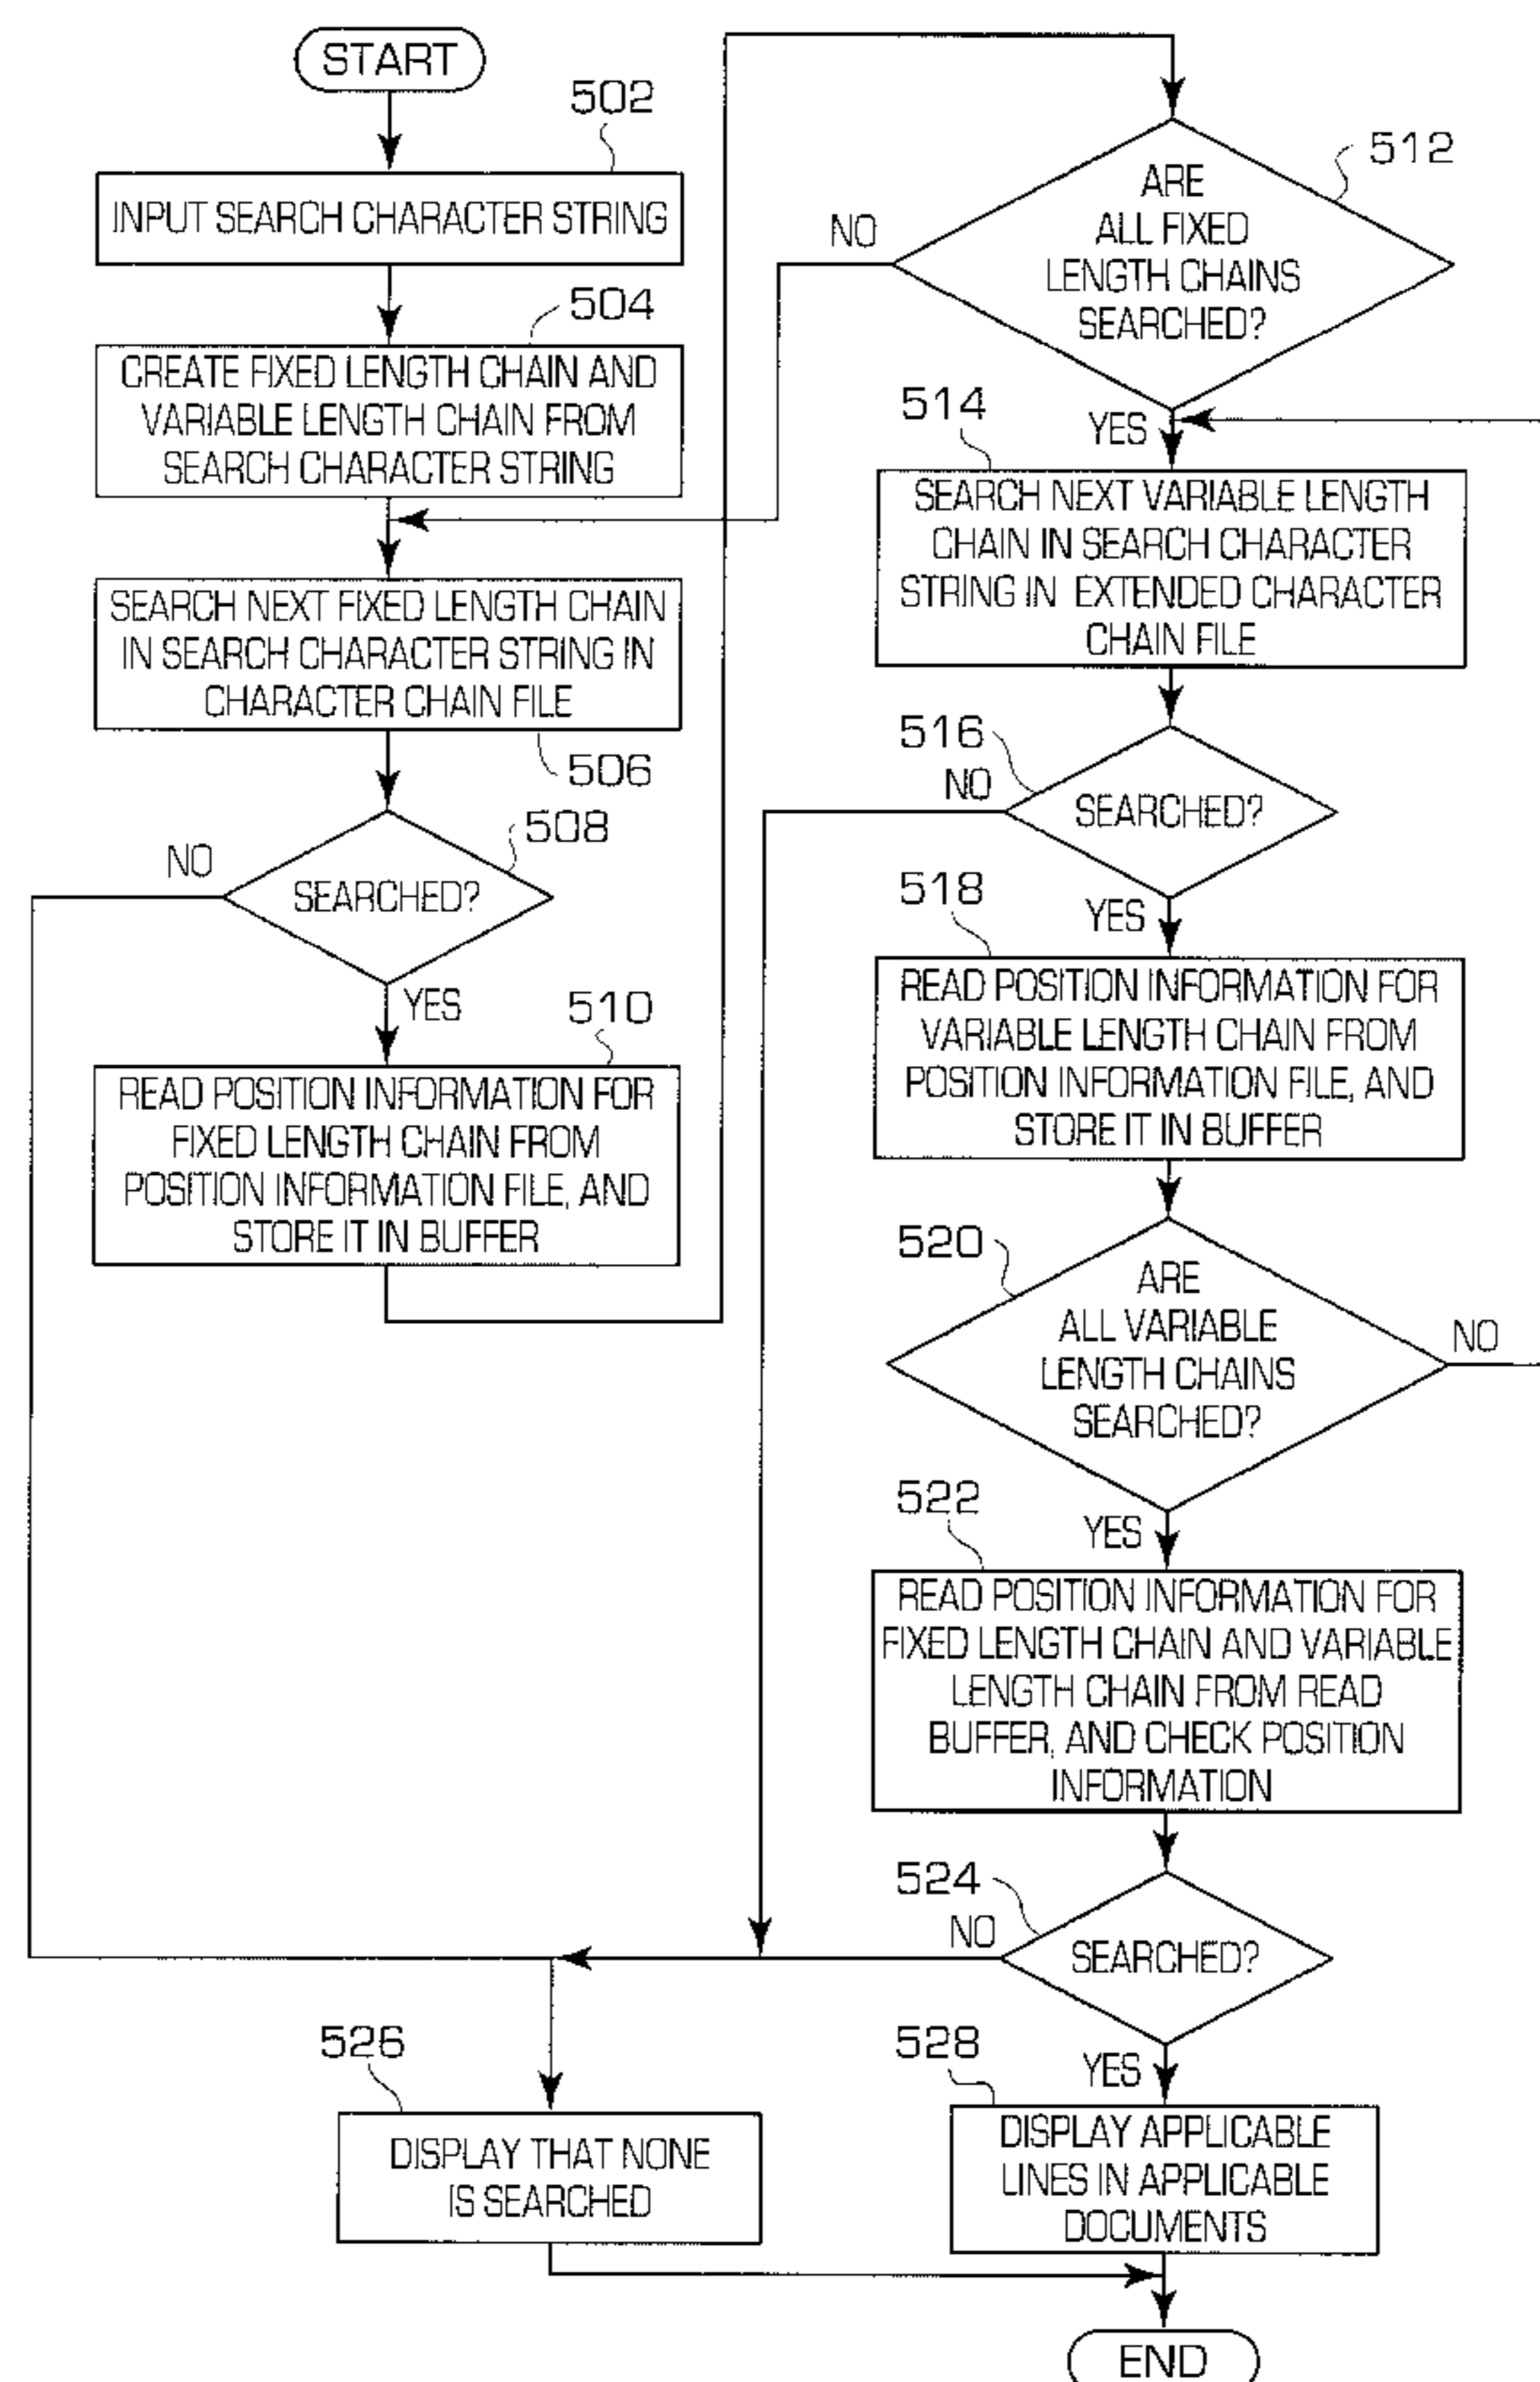 START
502
INPUT SEARCH CHARACTER STRING
504
CREATE FIXED LENGTH CHAIN AND
VARIABLE LENGTH CHAIN FROM
SEARCH CHARACTER STRING
SEARCH NEXT FIXED LENGTH CHAIN
IN SEARCH CHARACTER STRING IN
CHARACTER CHAIN FILE
506
508
NO
SEARCHED?
YES
510
READ POSITION INFORMATION FOR
FIXED LENGTH CHAIN FROM
POSITION INFORMATION FILE, AND
STORE IT IN BUFFER
512
ARE
ALL FIXED
LENGTH CHAINS
SEARCHED?
NO
YES
514
SEARCH NEXT VARIABLE LENGTH
CHAIN IN SEARCH CHARACTER
STRING IN EXTENDED CHARACTER
CHAIN FILE
516
NO
SEARCHED?
YES
518
READ POSITION INFORMATION FOR
VARIABLE LENGTH CHAIN FROM
POSITION INFORMATION FILE, AND
STORE IT IN BUFFER
520
ARE
ALL VARIABLE
LENGTH CHAINS
SEARCHED?
NO
YES
522
READ POSITION INFORMATION FOR
FIXED LENGTH CHAIN AND VARIABLE
LENGTH CHAIN FROM READ
BUFFER, AND CHECK POSITION
INFORMATION
524
NO
SEARCHED?
YES
526
DISPLAY THAT NONE
IS SEARCHED
528
DISPLAY APPLICABLE
LINES IN APPLICABLE
DOCUMENTS
END